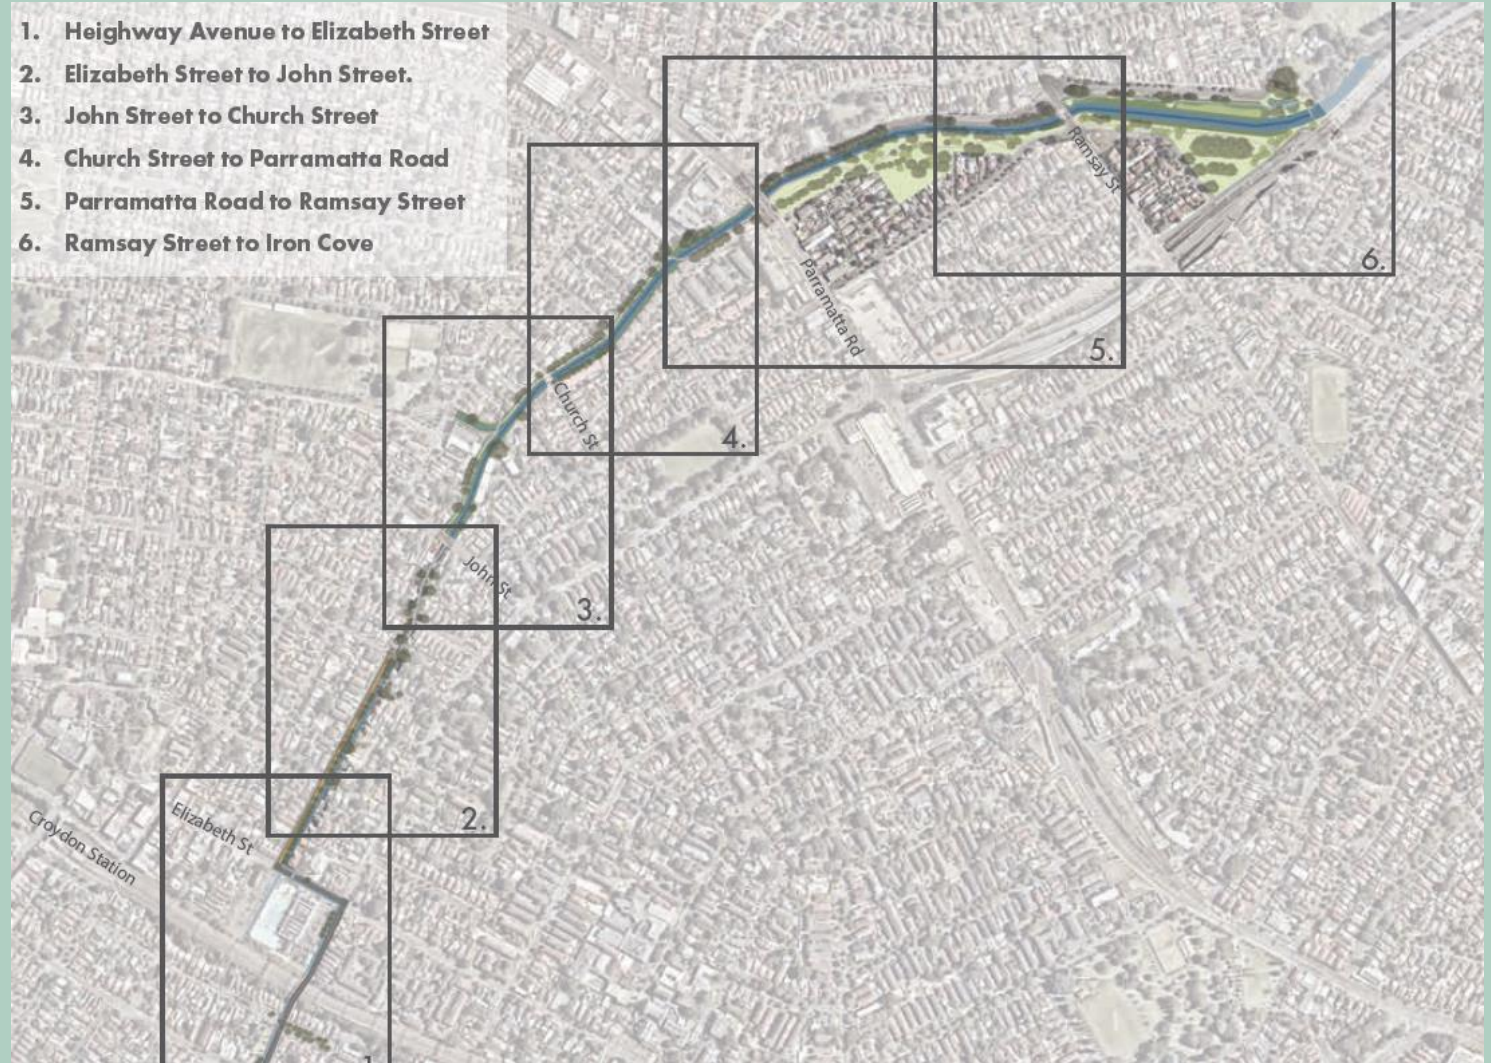 1. Heighway Avenue to Elizabeth Street
2. Elizabeth Street to John Street.
3. John Street to Church Street
4. Church Street to Parramatta Road
5. Parramatta Road to Ramsay Street
6. Ramsay Street to Iron Cove
Ramsay St
6.
Parramatta Rd
5.
Church St
4.
John St
3.
2.
Elizabeth St
Croydon Station
1.